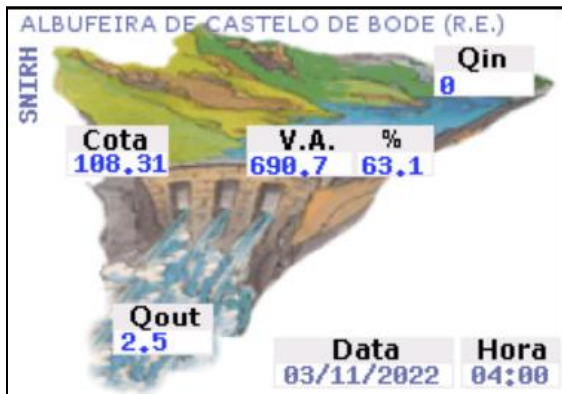 ALBUFEIRA DE CASTELO DE BODE (R.E.)
SNIRH
Qin
0
Cota
108.31
V.A. %
690.7 63.1
Qout
2.5
Data Hora
03/11/2022 04:00